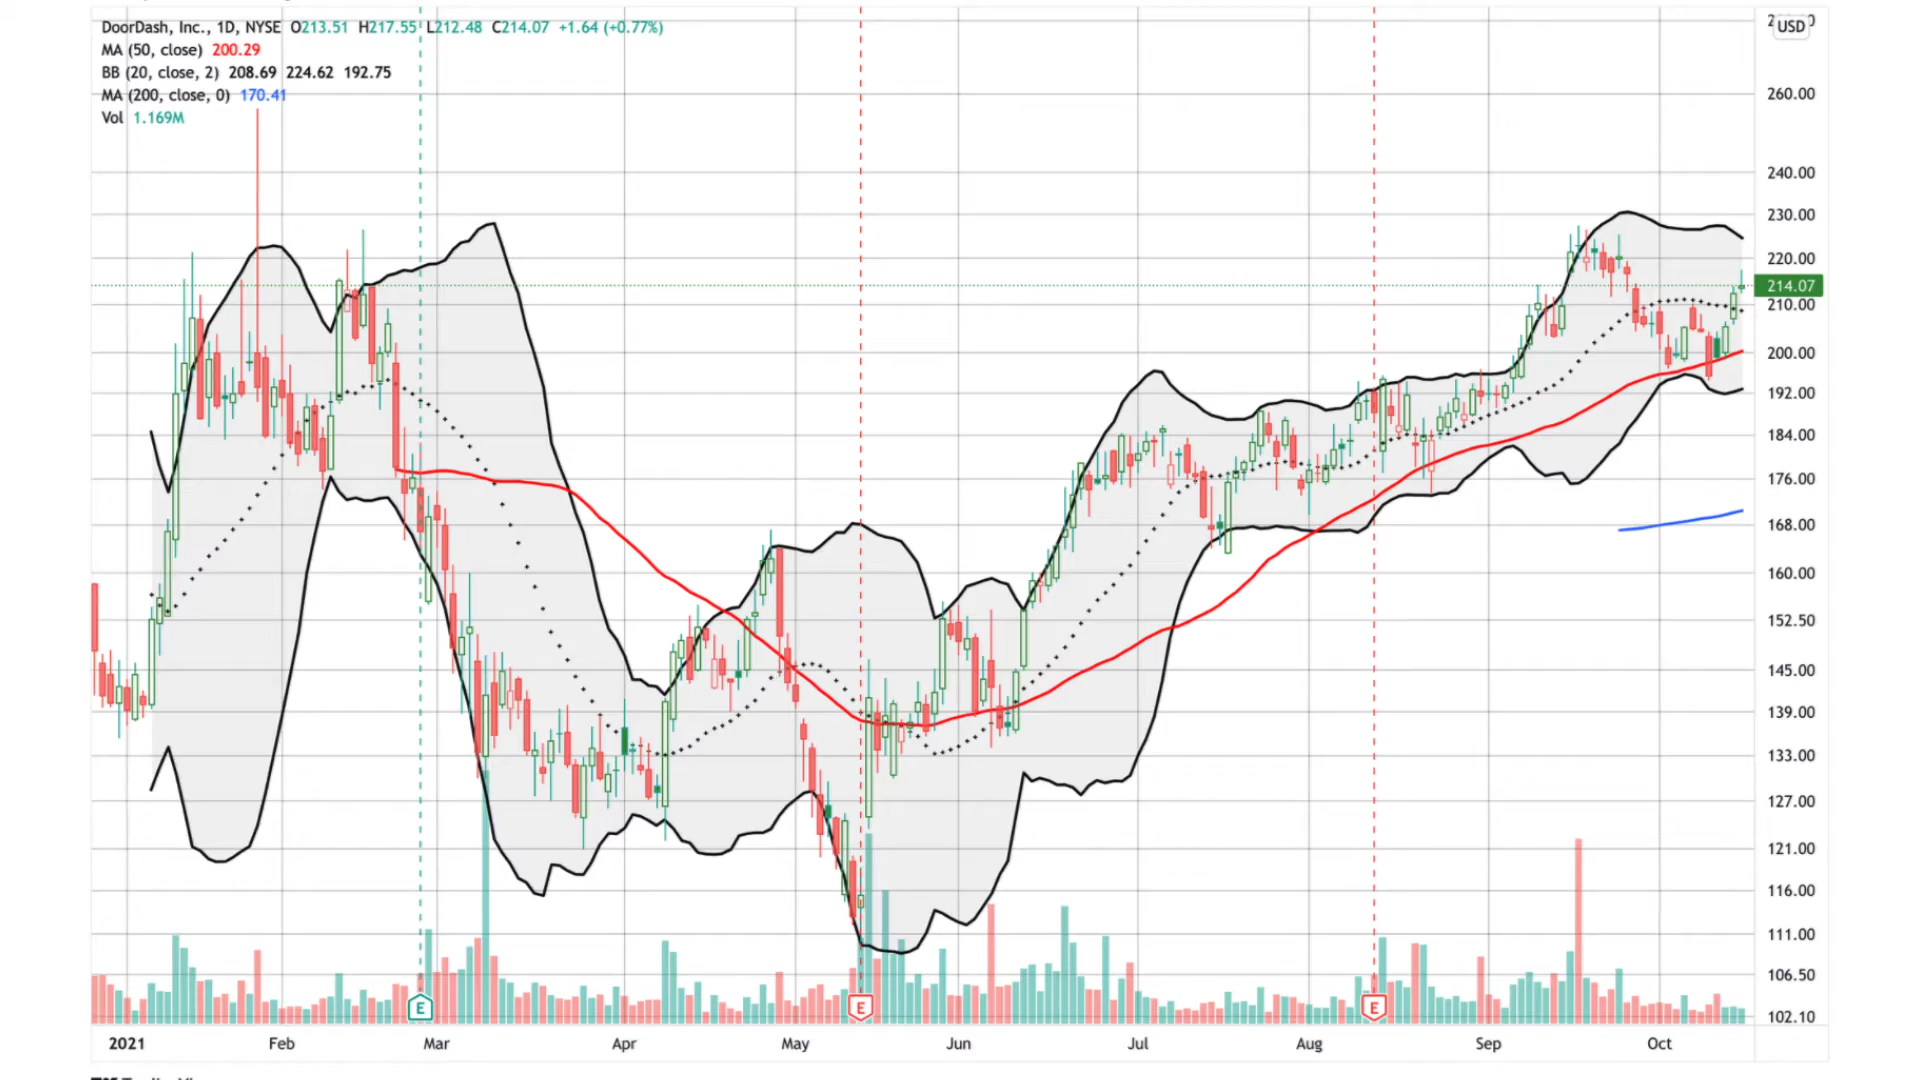 DoorDash, Inc., 1D, NYSE O213.51 H217.55 L212.48 C214.07 +1.64 (+0.77%)
MA (50, close) 200.29
BB (20, close, 2) 208.69 224.62 192.75
MA (200, close, 0) 170.41
Vol 1.169M
USD
260.00
240.00
230.00
220.00
214.07
210.00
200.00
192.00
184.00
176.00
168.00
160.00
152.50
145.00
139.00
133.00
127.00
121.00
116.00
111.00
106.50
102.10
E E E
2021 Feb Mar Apr May Jun Jul Aug Sep Oct